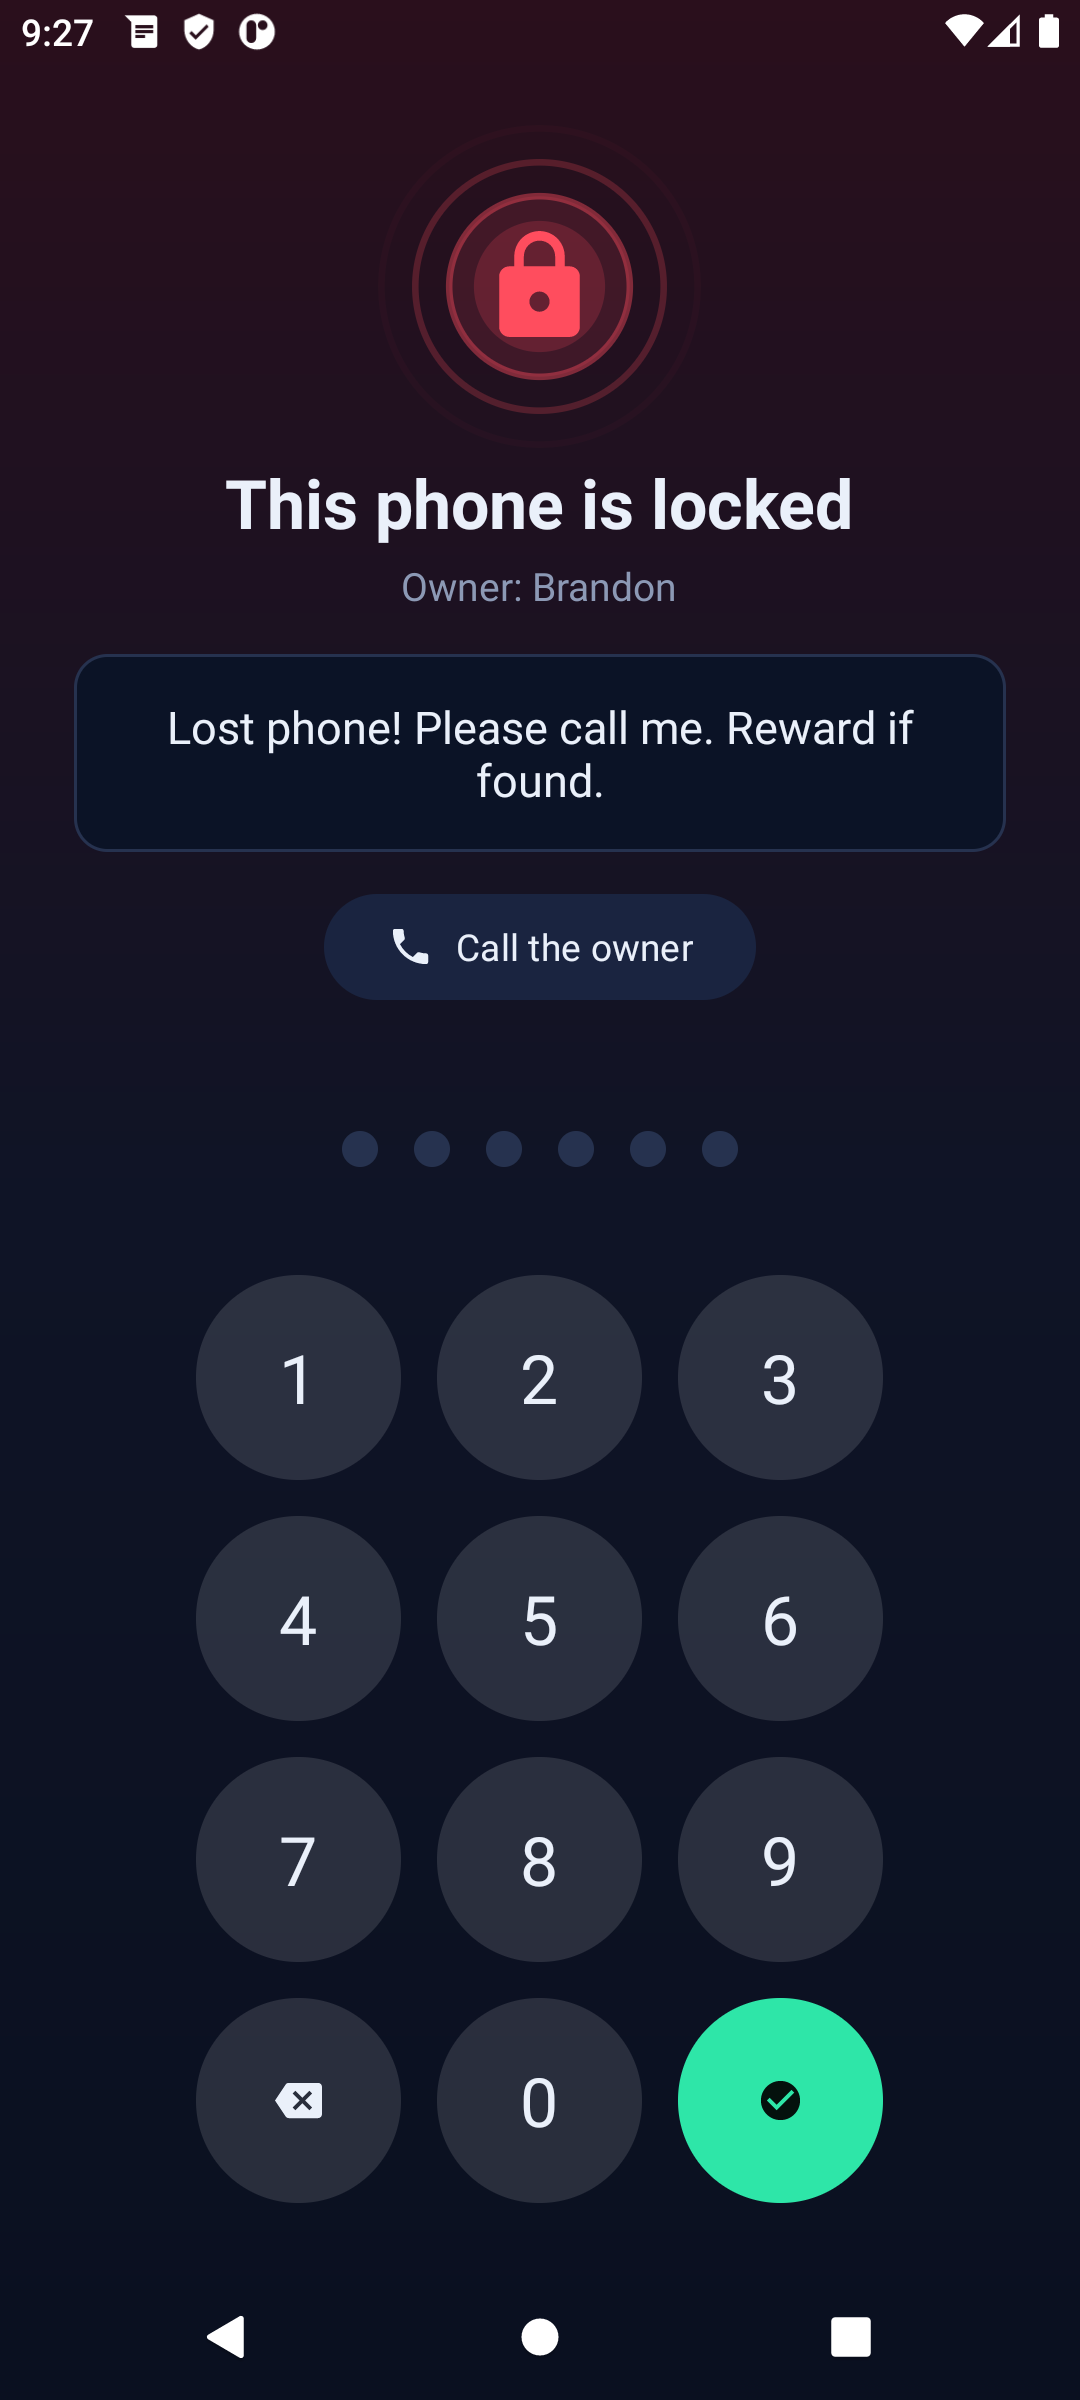 9:27
This phone is locked
Owner: Brandon
Lost phone! Please call me. Reward if
found.
Call the owner
1 2 3
4 5 6
7 8 9
0